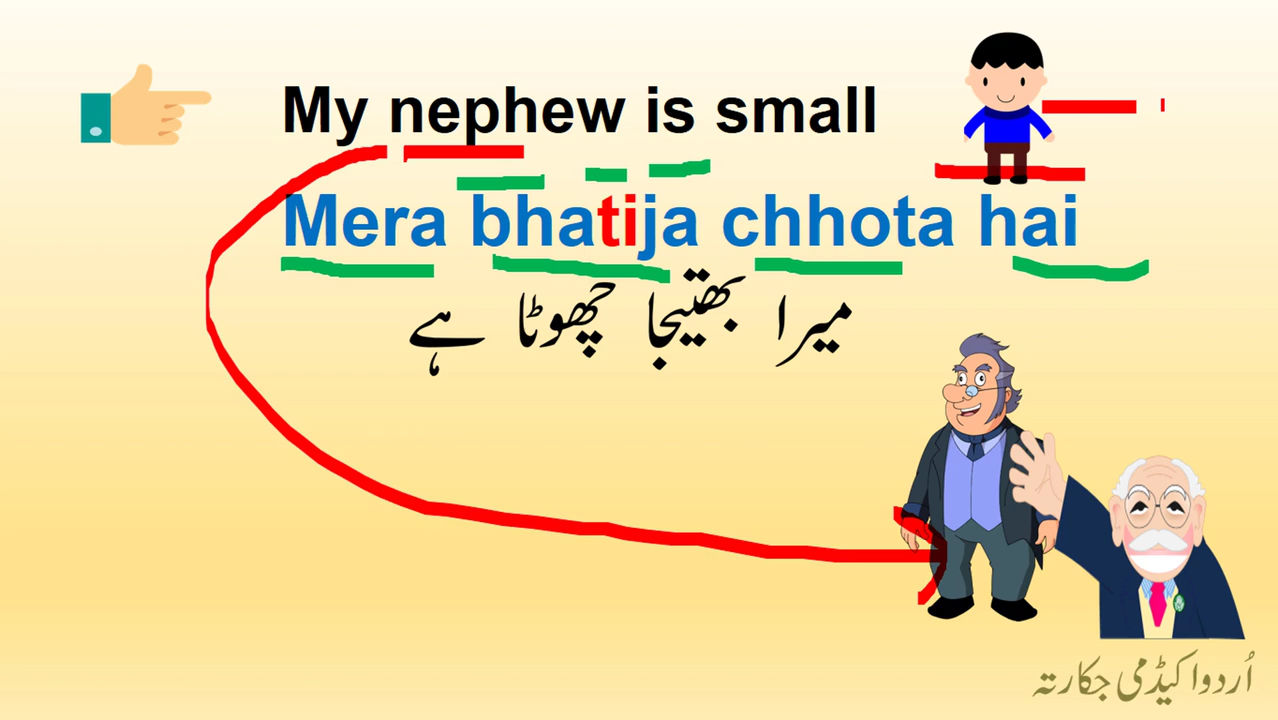 My nephew is small
Mera bhatija chhota hai
میرا بھتیجا چھوٹا ہے
اُردو اکیڈمی جکارتہ